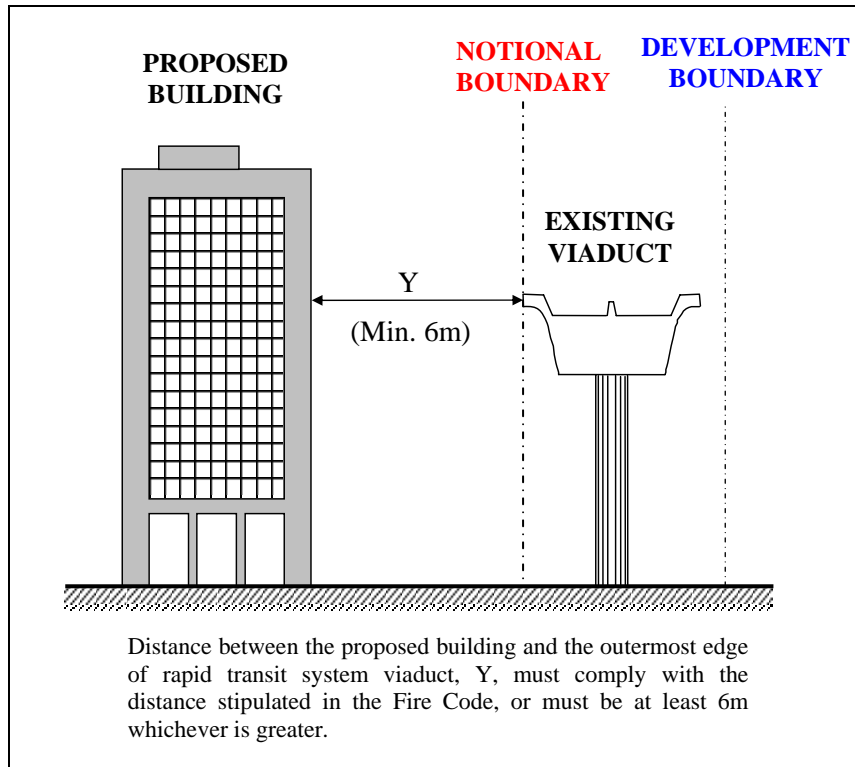 PROPOSED
BUILDING
NOTIONAL
BOUNDARY
DEVELOPMENT
BOUNDARY
EXISTING
VIADUCT
Y
(Min. 6m)
Distance between the proposed building and the outermost edge
of rapid transit system viaduct, Y, must comply with the
distance stipulated in the Fire Code, or must be at least 6m
whichever is greater.